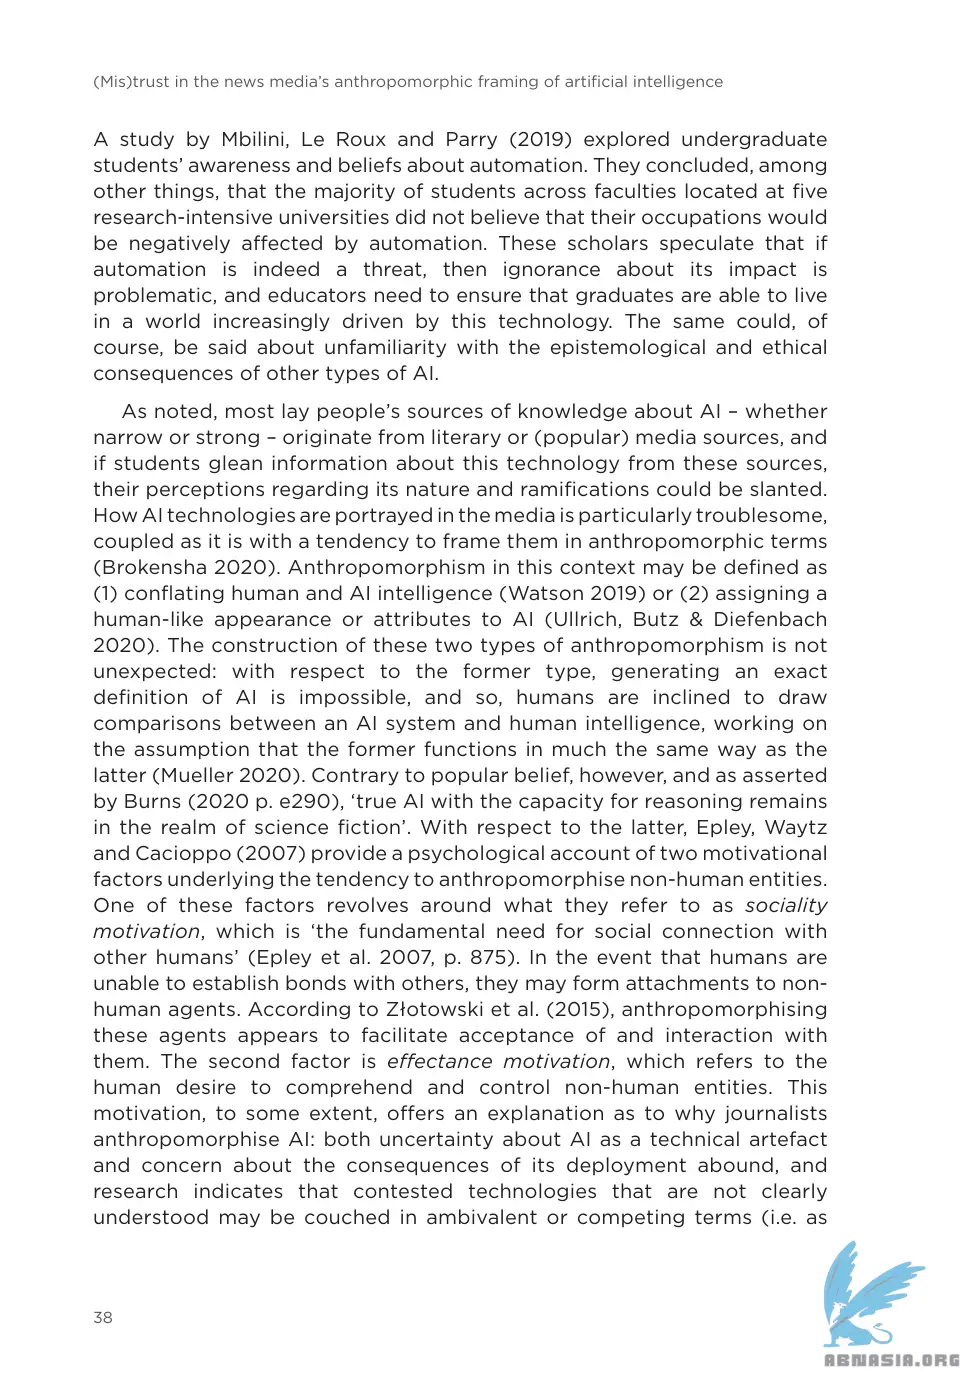 (Mis)trust in the news media’s anthropomorphic framing of artificial intelligence
A study by Mbilini, Le Roux and Parry (2019) explored undergraduate
students’ awareness and beliefs about automation. They concluded, among
other things, that the majority of students across faculties located at five
research-intensive universities did not believe that their occupations would
be negatively affected by automation. These scholars speculate that if
automation is indeed a threat, then ignorance about its impact is
problematic, and educators need to ensure that graduates are able to live
in a world increasingly driven by this technology. The same could, of
course, be said about unfamiliarity with the epistemological and ethical
consequences of other types of AI.
As noted, most lay people’s sources of knowledge about AI – whether
narrow or strong – originate from literary or (popular) media sources, and
if students glean information about this technology from these sources,
their perceptions regarding its nature and ramifications could be slanted.
How AI technologies are portrayed in the media is particularly troublesome,
coupled as it is with a tendency to frame them in anthropomorphic terms
(Brokensha 2020). Anthropomorphism in this context may be defined as
(1) conflating human and AI intelligence (Watson 2019) or (2) assigning a
human-like appearance or attributes to AI (Ullrich, Butz & Diefenbach
2020). The construction of these two types of anthropomorphism is not
unexpected: with respect to the former type, generating an exact
definition of AI is impossible, and so, humans are inclined to draw
comparisons between an AI system and human intelligence, working on
the assumption that the former functions in much the same way as the
latter (Mueller 2020). Contrary to popular belief, however, and as asserted
by Burns (2020 p. e290), ‘true AI with the capacity for reasoning remains
in the realm of science fiction’. With respect to the latter, Epley, Waytz
and Cacioppo (2007) provide a psychological account of two motivational
factors underlying the tendency to anthropomorphise non-human entities.
One of these factors revolves around what they refer to as sociality
motivation, which is ‘the fundamental need for social connection with
other humans’ (Epley et al. 2007, p. 875). In the event that humans are
unable to establish bonds with others, they may form attachments to non-
human agents. According to Złotowski et al. (2015), anthropomorphising
these agents appears to facilitate acceptance of and interaction with
them. The second factor is effectance motivation, which refers to the
human desire to comprehend and control non-human entities. This
motivation, to some extent, offers an explanation as to why journalists
anthropomorphise AI: both uncertainty about AI as a technical artefact
and concern about the consequences of its deployment abound, and
research indicates that contested technologies that are not clearly
understood may be couched in ambivalent or competing terms (i.e. as
38
ABNASIA.ORG